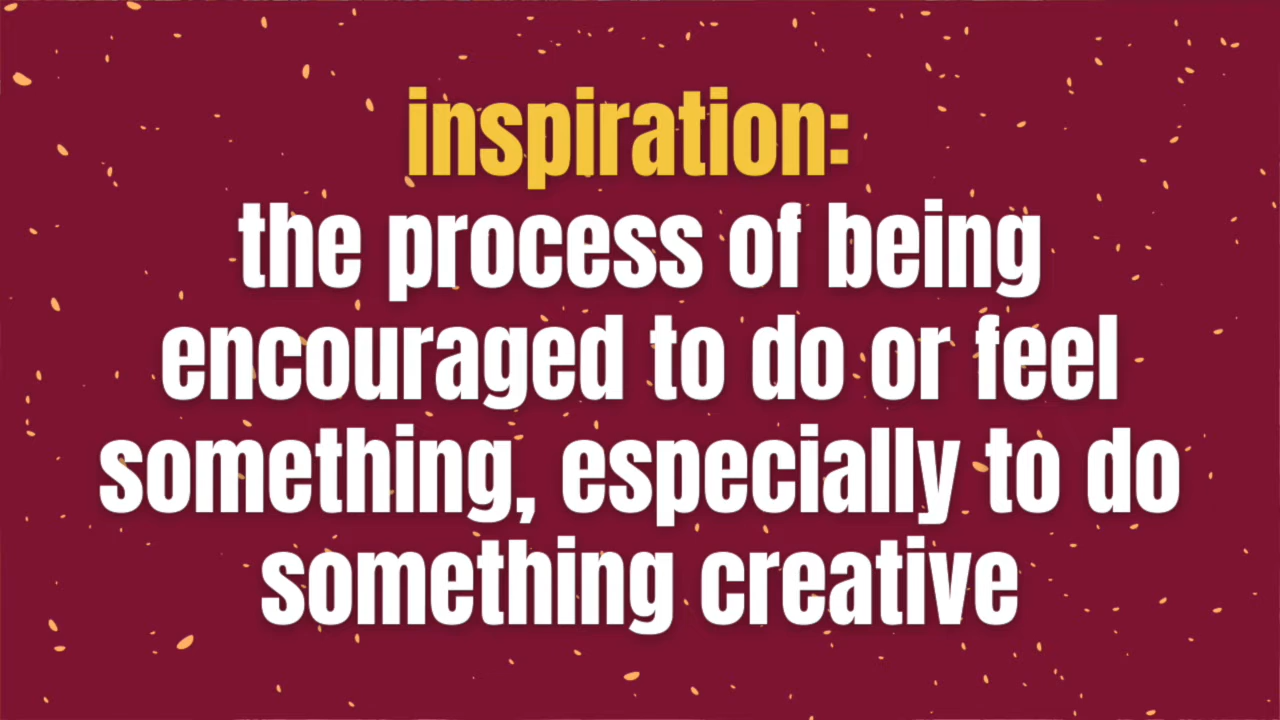 inspiration:
the process of being
encouraged to do or feel
something, especially to do
something creative